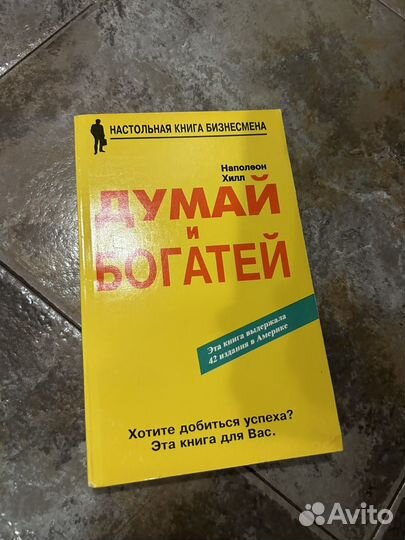 НАСТОЛЬНАЯ КНИГА БИЗНЕСМЕНА
Наполеон
Хилл
ДУМАЙ
и
БОГАТЕЙ
Эта книга выдержала
42 издания в Америке
Хотите добиться успеха?
Эта книга для Вас.
Avito